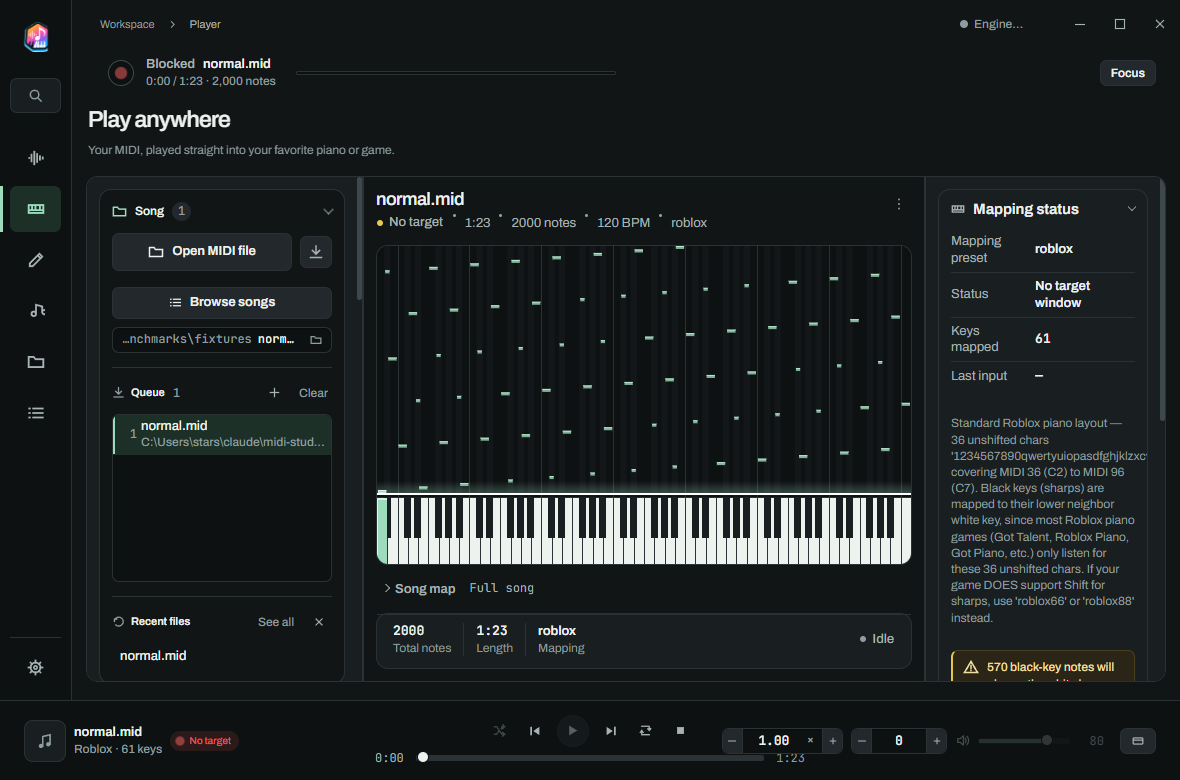 Workspace > Player
Engine...
Blocked normal.mid
0:00 / 1:23 · 2,000 notes
Focus
Play anywhere
Your MIDI, played straight into your favorite piano or game.
Song 1
Open MIDI file
Browse songs
…nchmarks\fixtures norm…
Queue 1
Clear
1 normal.mid
C:\Users\stars\claude\midi-stud…
Recent files
See all
normal.mid
normal.mid
No target • 1:23 • 2000 notes • 120 BPM • roblox
Song map Full song
2000
Total notes
1:23
Length
roblox
Mapping
Idle
Mapping status
Mapping preset
roblox
Status
No target window
Keys mapped
61
Last input
–
Standard Roblox piano layout —
36 unshifted chars
'1234567890qwertyuiopasdfghjklzxc
covering MIDI 36 (C2) to MIDI 96
(C7). Black keys (sharps) are
mapped to their lower neighbor
white key, since most Roblox piano
games (Got Talent, Roblox Piano,
Got Piano, etc.) only listen for
these 36 unshifted chars. If your
game DOES support Shift for
sharps, use 'roblox66' or 'roblox88'
instead.
570 black-key notes will
normal.mid
Roblox · 61 keys
No target
0:00
1:23
− 1.00 × +
− 0 +
80